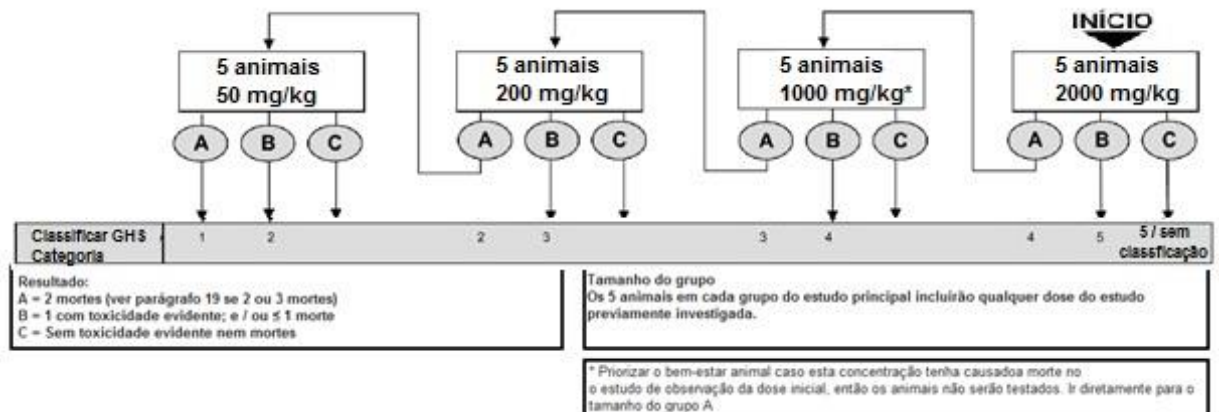 INÍCIO
5 animais
50 mg/kg
5 animais
200 mg/kg
5 animais
1000 mg/kg*
5 animais
2000 mg/kg
A B C
A B C
A B C
A B C
Classificar GHS
Categoria
1 2 2 3 3 4 4 5 5 / sem
classficação
Resultado:
A = 2 mortes (ver parágrafo 19 se 2 ou 3 mortes)
B = 1 com toxicidade evidente; e / ou ≤ 1 morte
C = Sem toxicidade evidente nem mortes
Tamanho do grupo
Os 5 animais em cada grupo do estudo principal incluirão qualquer dose do estudo
previamente investigada.
* Priorizar o bem-estar animal caso esta concentração tenha causadoa morte no
o estudo de observação da dose inicial, então os animais não serão testados. Ir diretamente para o
tamanho do grupo A